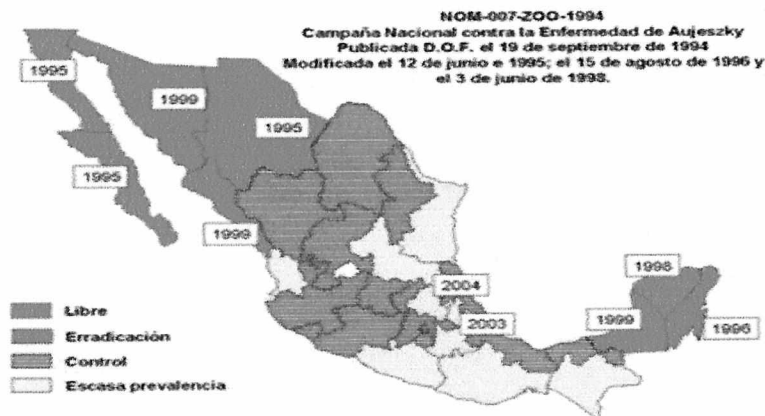 NOM-007-ZOO-1994
Campaña Nacional contra la Enfermedad de Aujeszky
Publicada D.O.F. el 19 de septiembre de 1994
Modificada el 12 de junio e 1995; el 15 de agosto de 1996 y
el 3 de junio de 1998.
1995
1999
1995
1995
1999
1998
2004
2003
1999
1996
Libre
Erradicación
Control
Escasa prevalencia